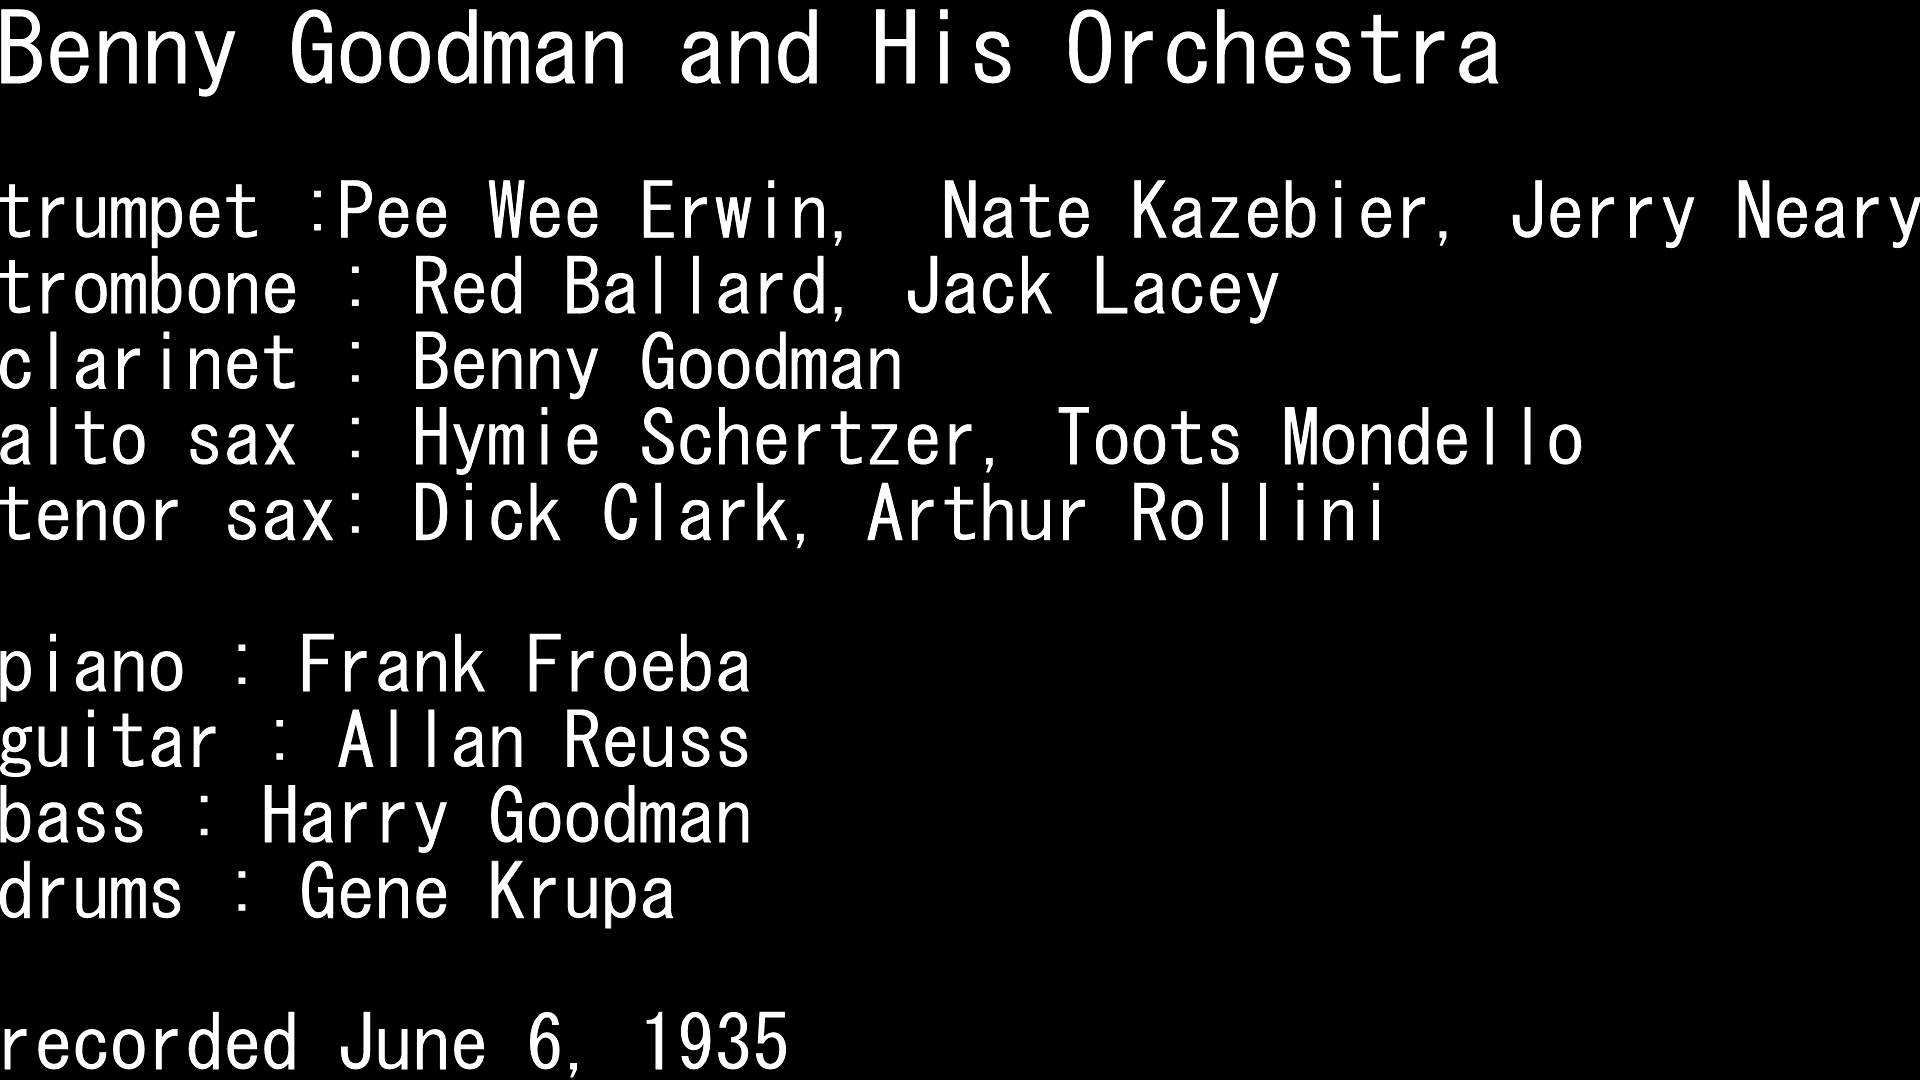 Benny Goodman and His Orchestra
trumpet :Pee Wee Erwin,  Nate Kazebier, Jerry Neary
trombone : Red Ballard, Jack Lacey
clarinet : Benny Goodman
alto sax : Hymie Schertzer, Toots Mondello
tenor sax: Dick Clark, Arthur Rollini
piano : Frank Froeba
guitar : Allan Reuss
bass : Harry Goodman
drums : Gene Krupa
recorded June 6, 1935